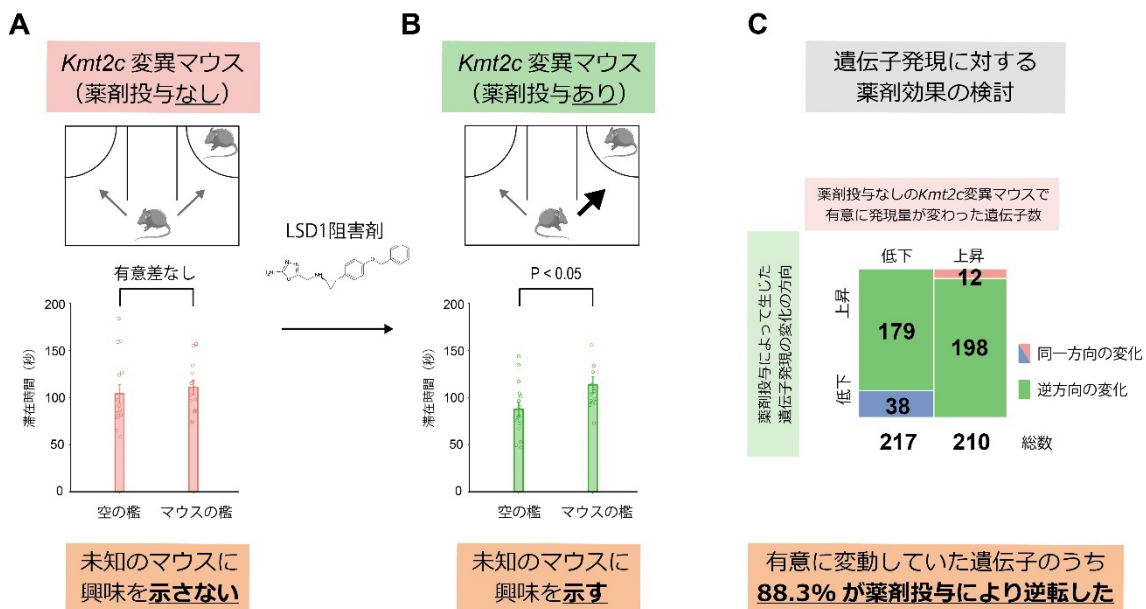 A
Kmt2c 変異マウス
（薬剤投与なし）
有意差なし
200
150
100
50
0
滞在時間（秒）
空の檻
マウスの檻
未知のマウスに
興味を示さない
LSD1阻害剤
H₂N
N-N
O
H
N
O
B
Kmt2c 変異マウス
（薬剤投与あり）
P < 0.05
200
150
100
50
0
滞在時間（秒）
空の檻
マウスの檻
未知のマウスに
興味を示す
C
遺伝子発現に対する
薬剤効果の検討
薬剤投与なしのKmt2c変異マウスで
有意に発現量が変わった遺伝子数
薬剤投与によって生じた
遺伝子発現の変化の方向
低下
上昇
上昇
低下
12
179
198
38
217
210
総数
同一方向の変化
逆方向の変化
有意に変動していた遺伝子のうち
88.3% が薬剤投与により逆転した